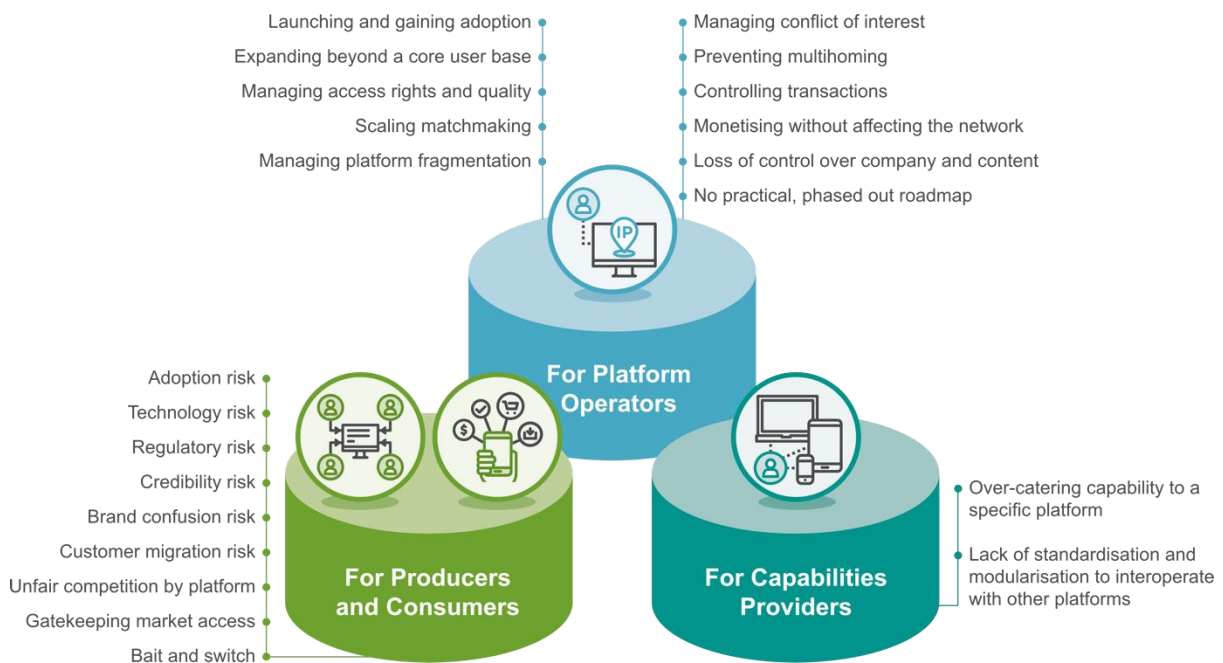 Launching and gaining adoption
Expanding beyond a core user base
Managing access rights and quality
Scaling matchmaking
Managing platform fragmentation
Managing conflict of interest
Preventing multihoming
Controlling transactions
Monetising without affecting the network
Loss of control over company and content
No practical, phased out roadmap
IP
For Platform
Operators
Adoption risk
Technology risk
Regulatory risk
Credibility risk
Brand confusion risk
Customer migration risk
Unfair competition by platform
Gatekeeping market access
Bait and switch
$
For Producers
and Consumers
For Capabilities
Providers
Over-catering capability to a
specific platform
Lack of standardisation and
modularisation to interoperate
with other platforms